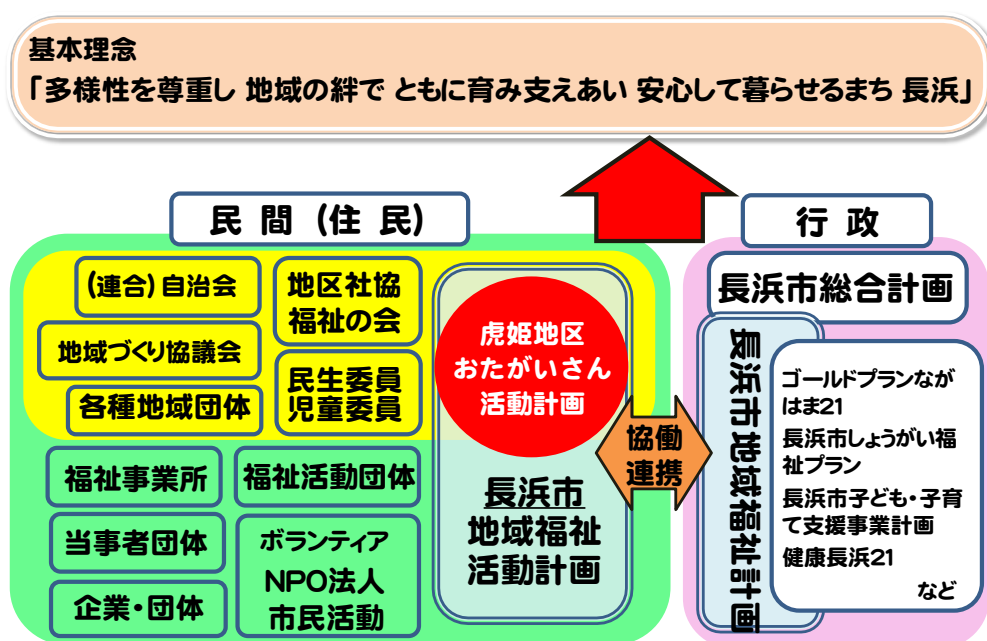 基本理念
「多様性を尊重し 地域の絆で ともに育み支えあい 安心して暮らせるまち 長浜」
民 間 (住 民)
(連合) 自治会
地区社協
福祉の会
地域づくり協議会
民生委員
児童委員
各種地域団体
虎姫地区
おたがいさん
活動計画
福祉事業所
福祉活動団体
当事者団体
ボランティア
NPO法人
市民活動
企業・団体
長浜市
地域福祉
活動計画
協働
連携
行 政
長浜市総合計画
長浜市地域福祉計画
ゴールドプランなが
はま21
長浜市しょうがい福
祉プラン
長浜市子ども・子育
て支援事業計画
健康長浜21
など